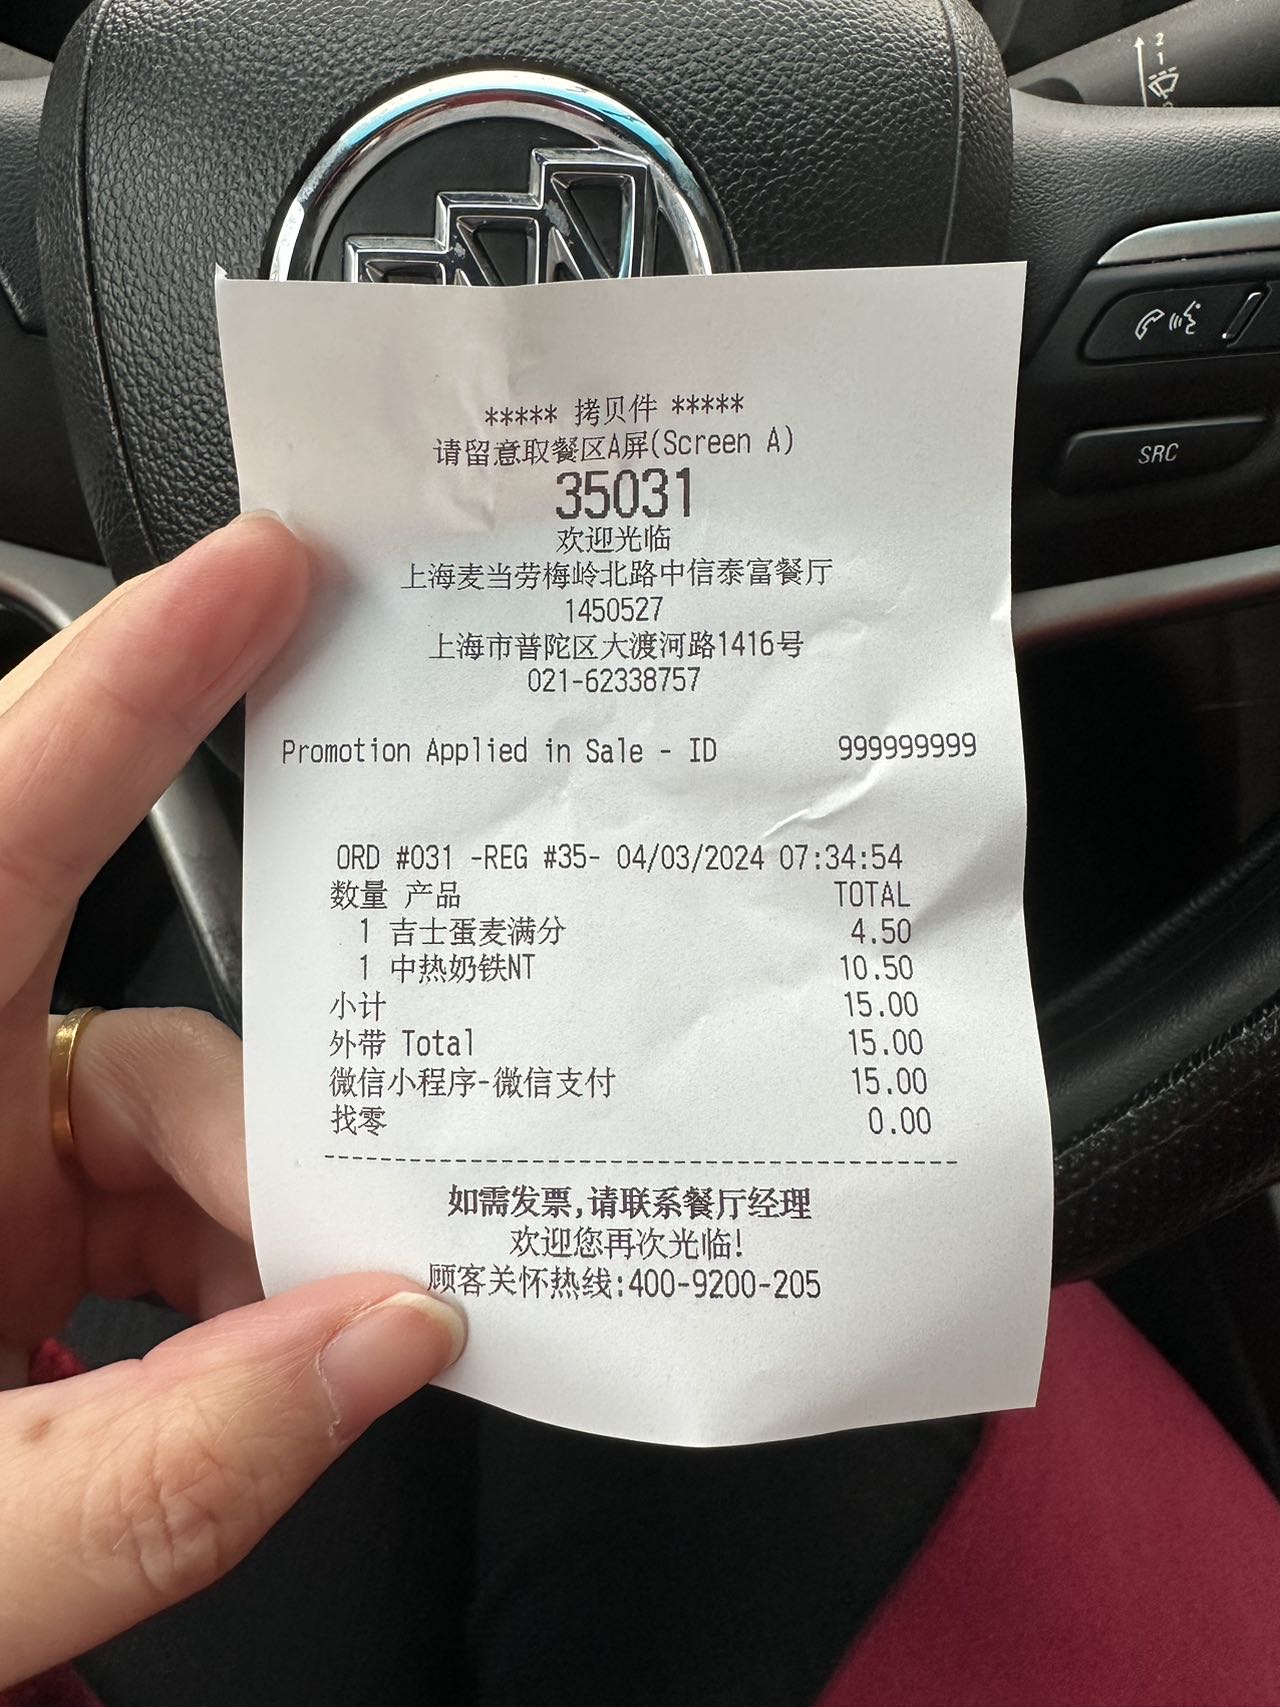 2
1
SRC
***** 拷贝件 *****
请留意取餐区A屏(Screen A)
35031
欢迎光临
上海麦当劳梅岭北路中信泰富餐厅
1450527
上海市普陀区大渡河路1416号
021-62338757
Promotion Applied in Sale - ID 999999999
ORD #031 -REG #35- 04/03/2024 07:34:54
数量 产品 TOTAL
1 吉士蛋麦满分 4.50
1 中热奶铁NT 10.50
小计 15.00
外带 Total 15.00
微信小程序-微信支付 15.00
找零 0.00
--------------------------------------------
如需发票,请联系餐厅经理
欢迎您再次光临!
顾客关怀热线:400-9200-205